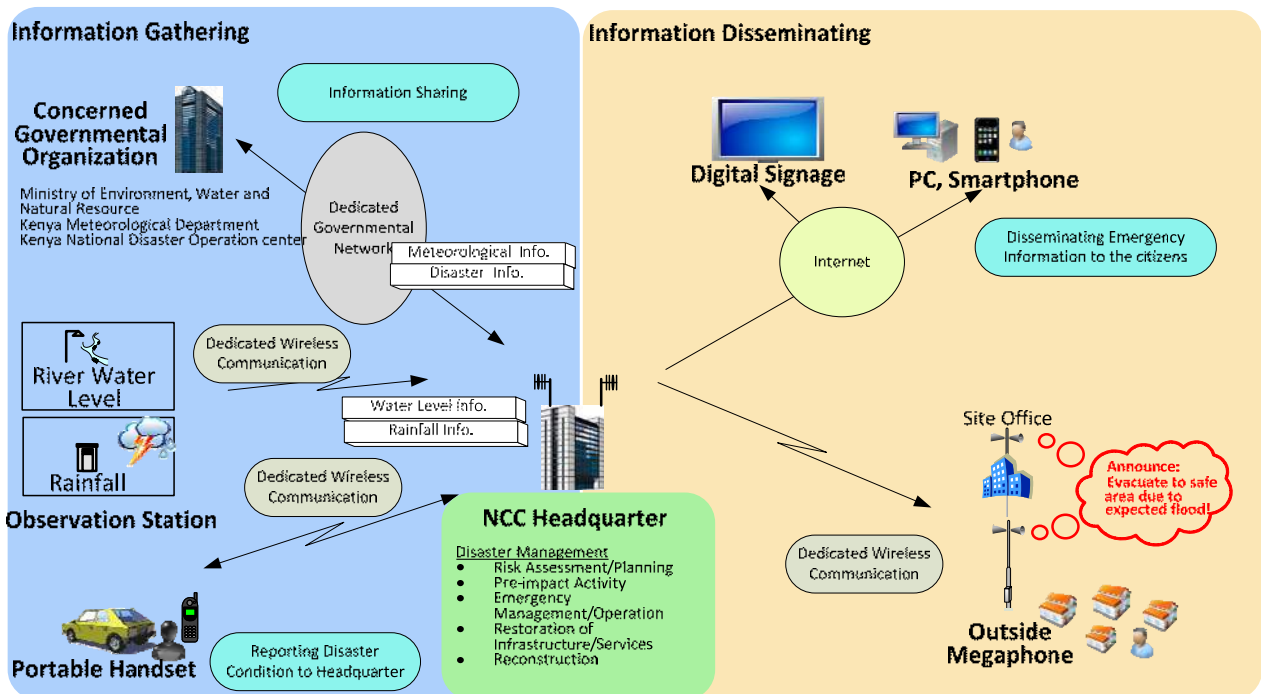 Information Gathering
Information Disseminating
Information Sharing
Concerned
Governmental
Organization
Ministry of Environment, Water and
Natural Resource
Kenya Meteorological Department
Kenya National Disaster Operation center
Dedicated
Governmental
Network
Meteorological Info.
Disaster Info.
Digital Signage
PC, Smartphone
Internet
Disseminating Emergency
Information to the citizens
River Water
Level
Dedicated Wireless
Communication
Water Level Info.
Rainfall Info.
Rainfall
Observation Station
Dedicated Wireless
Communication
Site Office
Announce:
Evacuate to safe
area due to
expected flood!
NCC Headquarter
Disaster Management
● Risk Assessment/Planning
● Pre-impact Activity
● Emergency
Management/Operation
● Restoration of
Infrastructure/Services
● Reconstruction
Dedicated Wireless
Communication
Outside
Megaphone
Portable Handset
Reporting Disaster
Condition to Headquarter